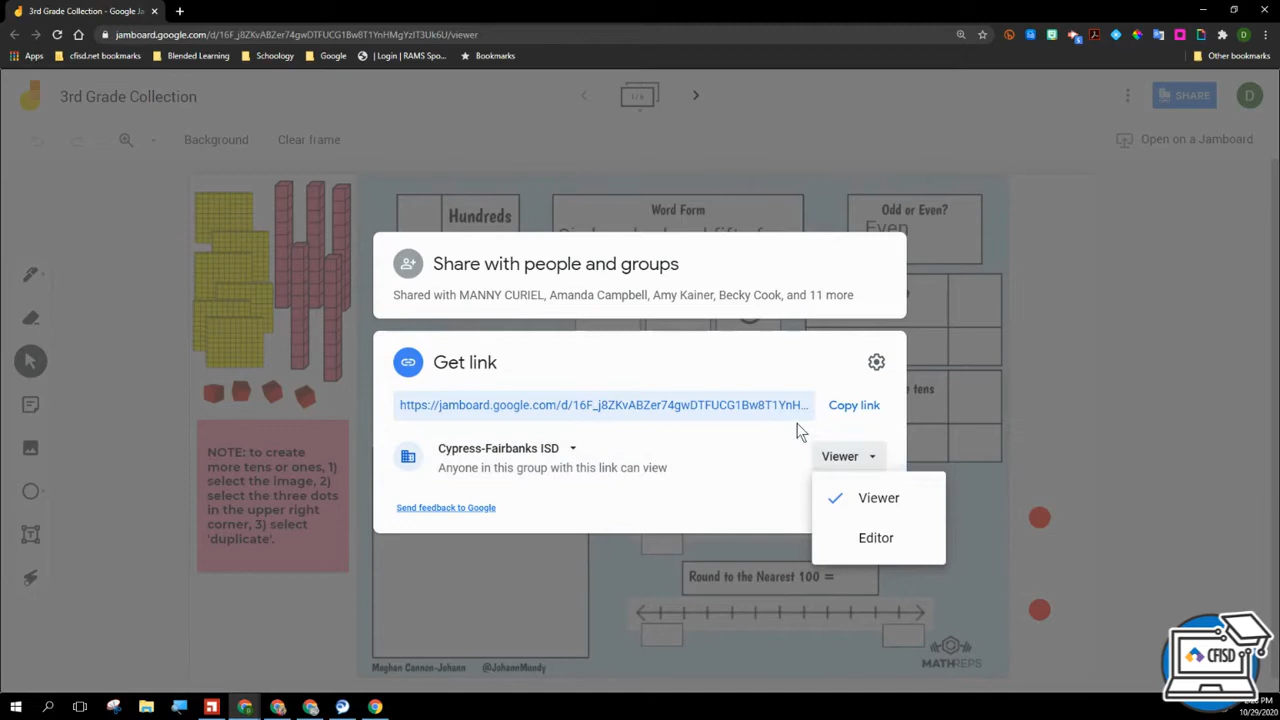 3rd Grade Collection - Google Ja
jamboard.google.com/d/16F_j8ZKvABZer74gwDTFUCG1Bw8T1YnHMgYzIT3Uk6U/viewer
Apps
cfisd.net bookmarks
Blended Learning
Schoology
Google
| Login | RAMS Spo...
Bookmarks
Other bookmarks
3rd Grade Collection
1/6
SHARE
D
Background
Clear frame
Open on a Jamboard
Hundreds
Word Form
Odd or Even?
Even
Share with people and groups
Shared with MANNY CURIEL, Amanda Campbell, Amy Kainer, Becky Cook, and 11 more
Get link
https://jamboard.google.com/d/16F_j8ZKvABZer74gwDTFUCG1Bw8T1YnH...
Copy link
tens
Cypress-Fairbanks ISD
Anyone in this group with this link can view
Viewer
Viewer
Editor
Send feedback to Google
NOTE: to create
more tens or ones, 1)
select the image, 2)
select the three dots
in the upper right
corner, 3) select
'duplicate'.
Round to the Nearest 100 =
Meghan Cannon-Johann @JohannMundy
MATHREPS
CFISD
10/29/2020